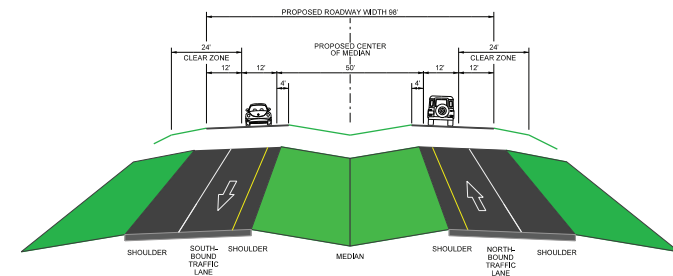 PROPOSED ROADWAY WIDTH 98'
24'
CLEAR ZONE
PROPOSED CENTER
OF MEDIAN
24'
CLEAR ZONE
12'
12'
50'
12'
12'
4'
4'
SHOULDER
SOUTH-
BOUND
TRAFFIC
LANE
SHOULDER
MEDIAN
SHOULDER
NORTH-
BOUND
TRAFFIC
LANE
SHOULDER